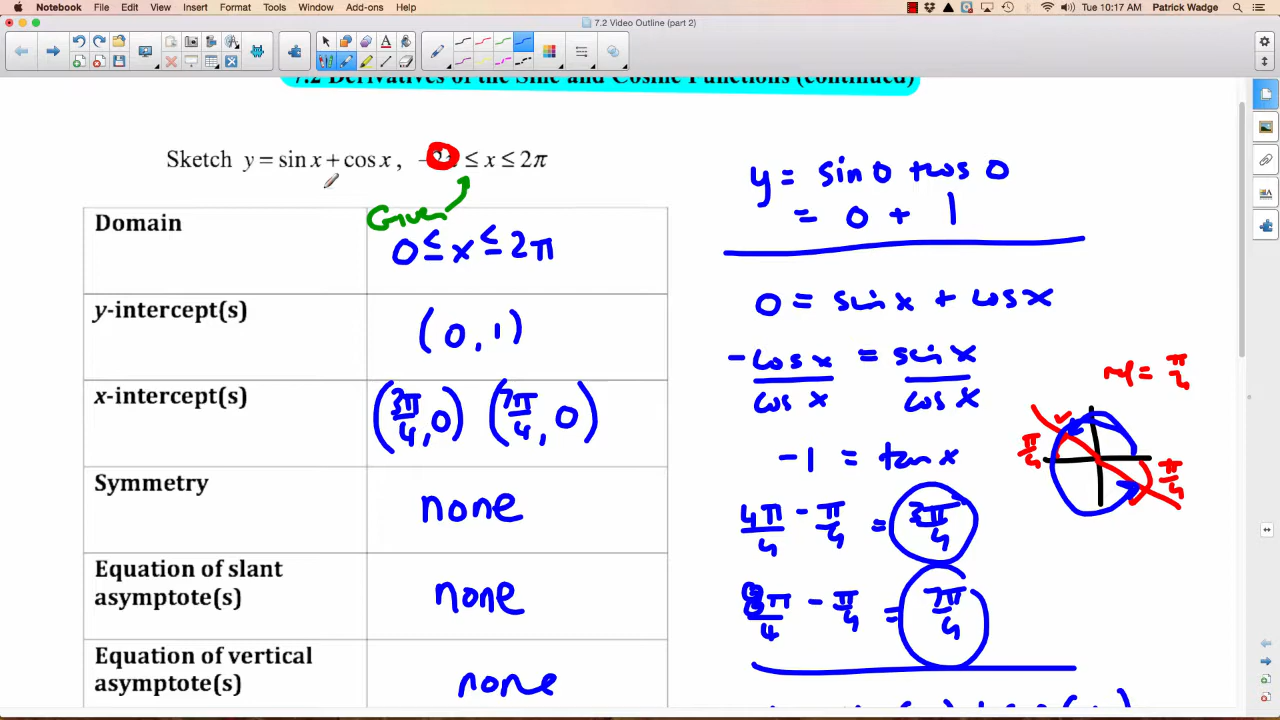 Notebook File Edit View Insert Format Tools Window Add-ons Help Tue 10:17 AM Patrick Wadge
7.2 Video Outline (part 2)
7.2 Derivatives of the Sine and Cosine Functions (continued)
Sketch y = sin x + cos x, - ≤ x ≤ 2π
Given
Domain
0 ≤ x ≤ 2π
y-intercept(s)
(0, 1)
x-intercept(s)
(3π/4, 0) (7π/4, 0)
Symmetry
none
Equation of slant
asymptote(s)
none
Equation of vertical
asymptote(s)
none
y = sin 0 + cos 0
= 0 + 1
0 = sin x + cos x
-cos x / cos x = sin x / cos x
-1 = tan x
4π/4 - π/4 = 3π/4
8π/4 - π/4 = 7π/4
ref = π/4
π/4
π/4